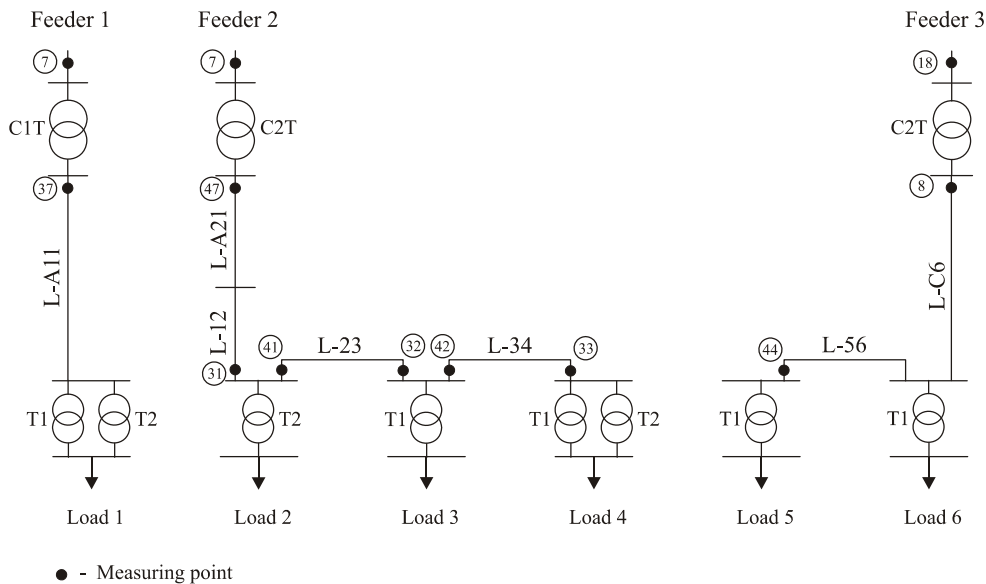 Feeder 1
Feeder 2
Feeder 3
7
7
18
C1T
C2T
C2T
37
47
8
L-A11
L-A21
L-C6
L-12
41
L-23
32
42
L-34
33
44
L-56
31
T1
T2
T2
T1
T1
T2
T1
T1
Load 1
Load 2
Load 3
Load 4
Load 5
Load 6
- Measuring point